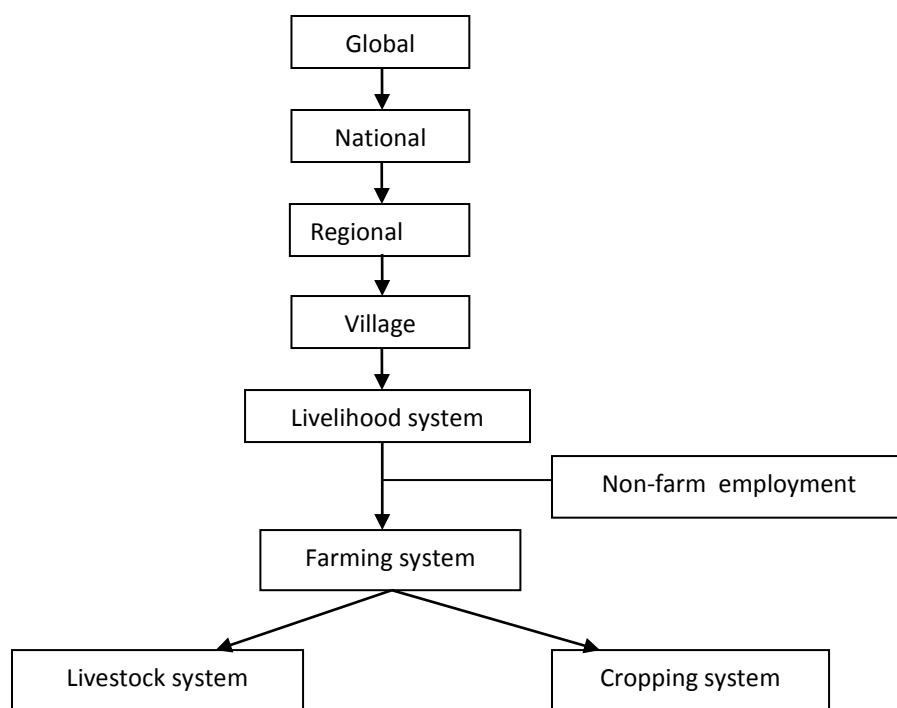 Global
National
Regional
Village
Livelihood system
Non-farm employment
Farming system
Livestock system
Cropping system